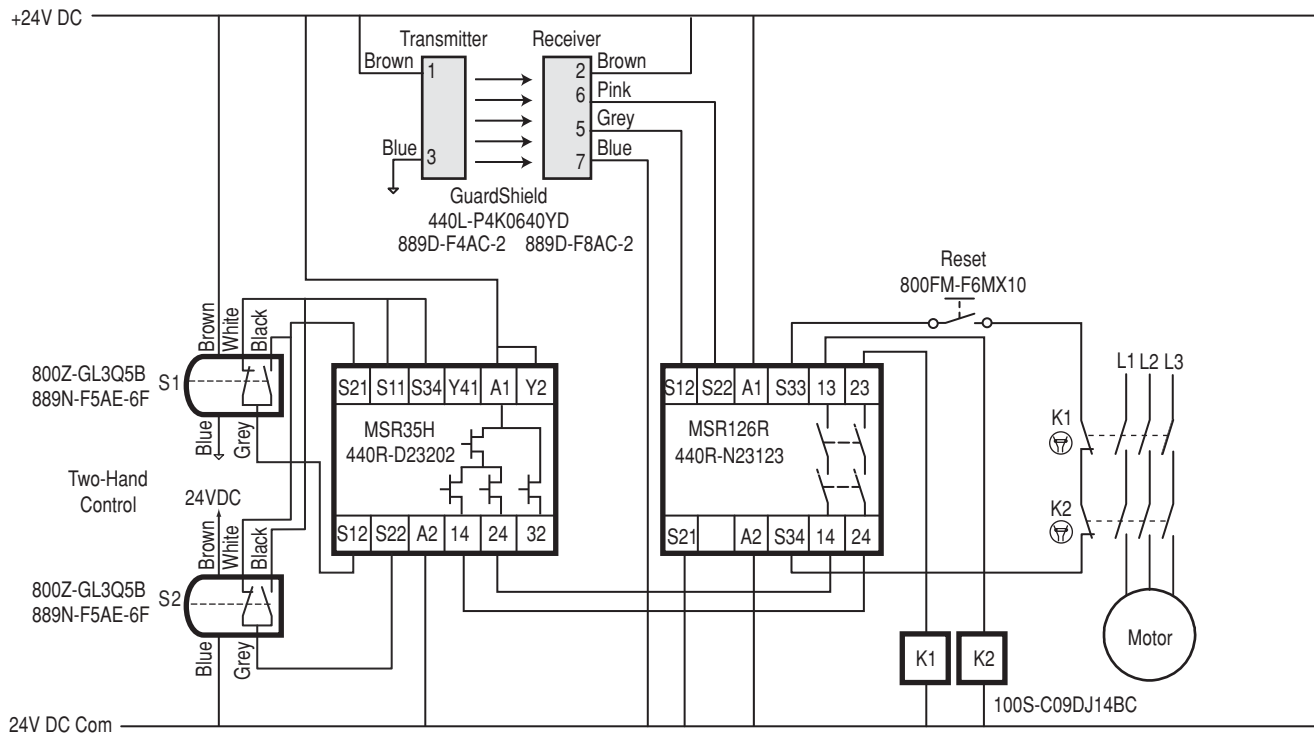 +24V DC
Transmitter
Receiver
Brown
1
2
Brown
6
Pink
5
Grey
Blue
3
7
Blue
GuardShield
440L-P4K0640YD
889D-F4AC-2 889D-F8AC-2
Reset
800FM-F6MX10
Brown
White
Black
800Z-GL3Q5B
889N-F5AE-6F
S1
Blue
Grey
S21 S11 S34 Y41 A1 Y2
MSR35H
440R-D23202
S12 S22 A2 14 24 32
S12 S22 A1 S33 13 23
MSR126R
440R-N23123
S21 A2 S34 14 24
L1 L2 L3
K1
K2
Two-Hand
Control
24VDC
Brown
White
Black
800Z-GL3Q5B
889N-F5AE-6F
S2
Blue
Grey
K1
K2
Motor
100S-C09DJ14BC
24V DC Com